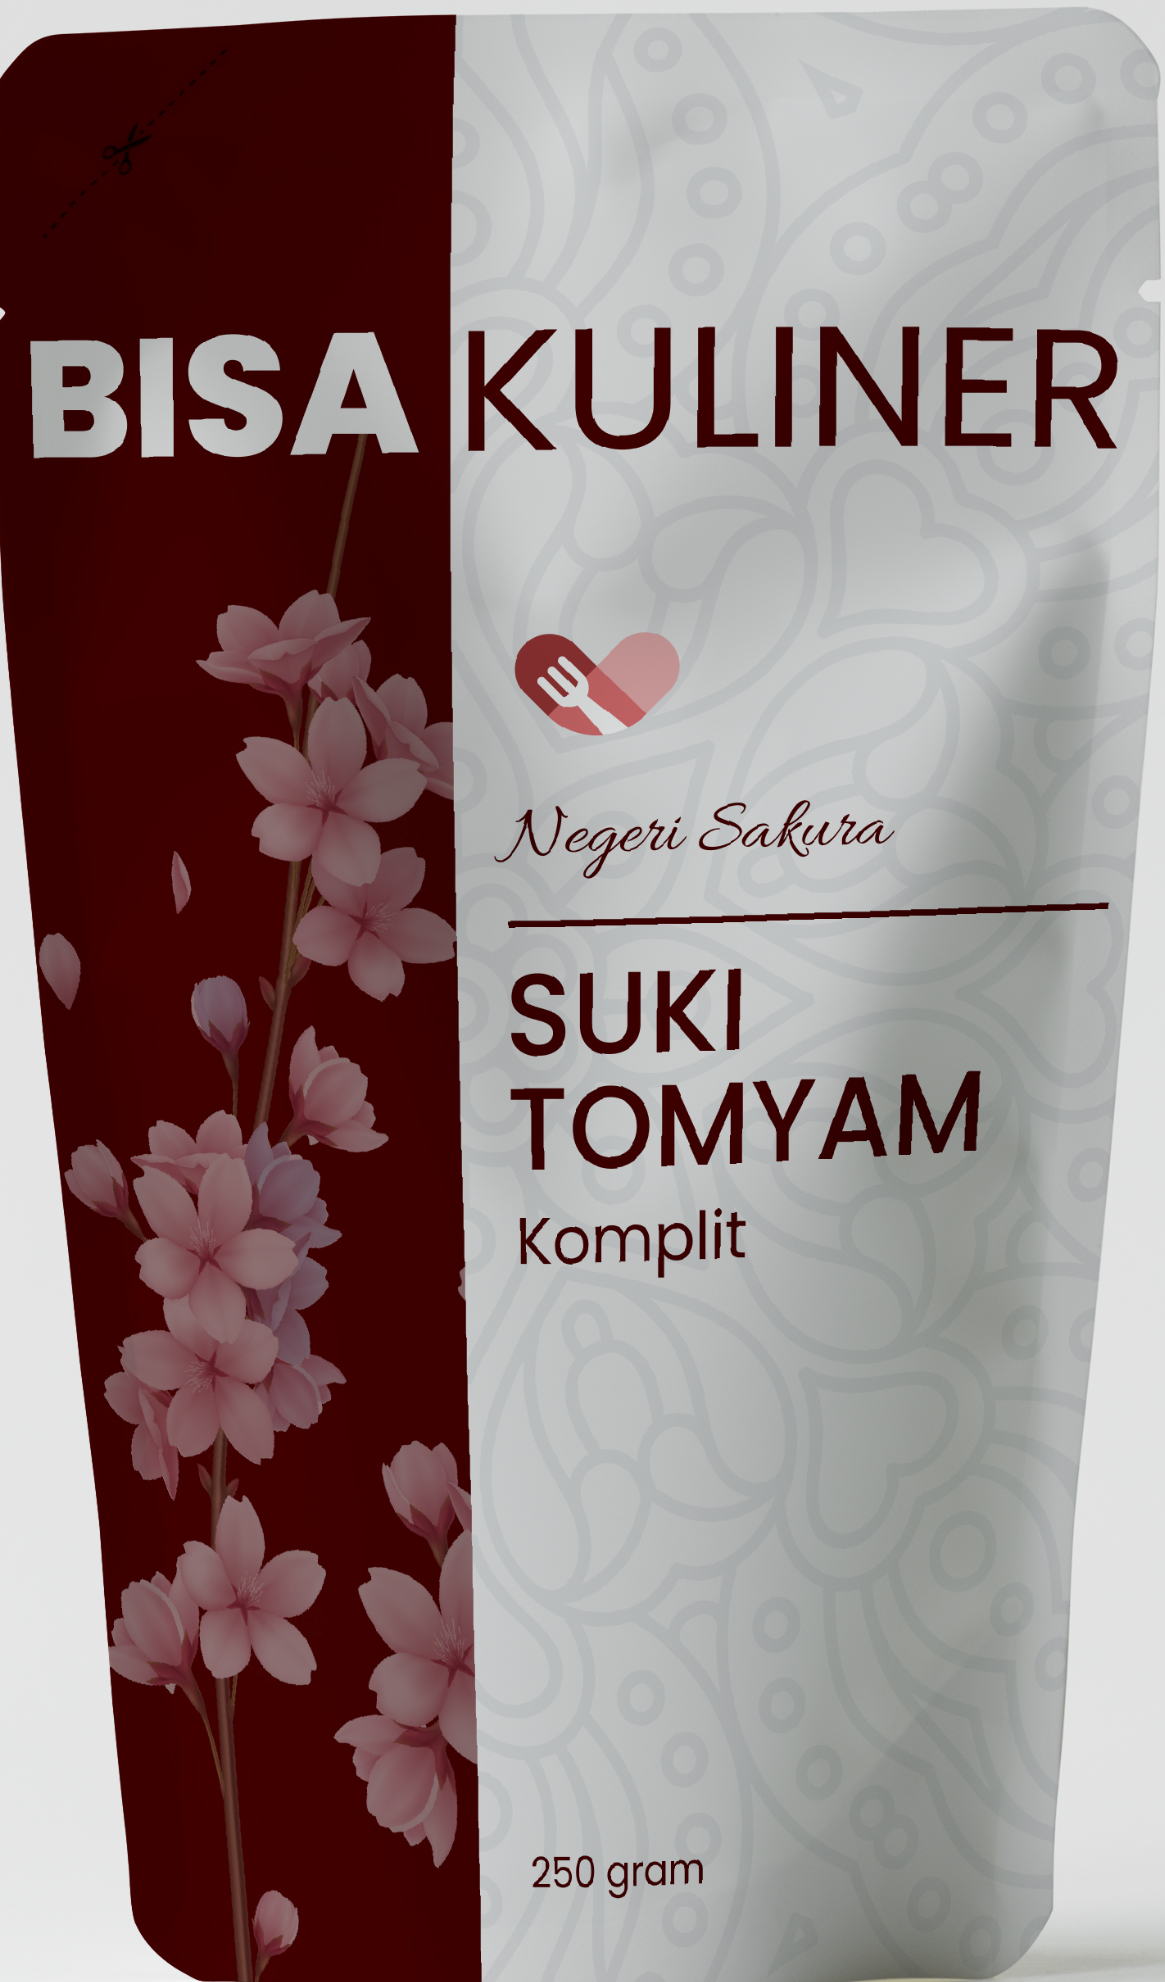 BISA KULINER
Negeri Sakura
SUKI
TOMYAM
Komplit
250 gram